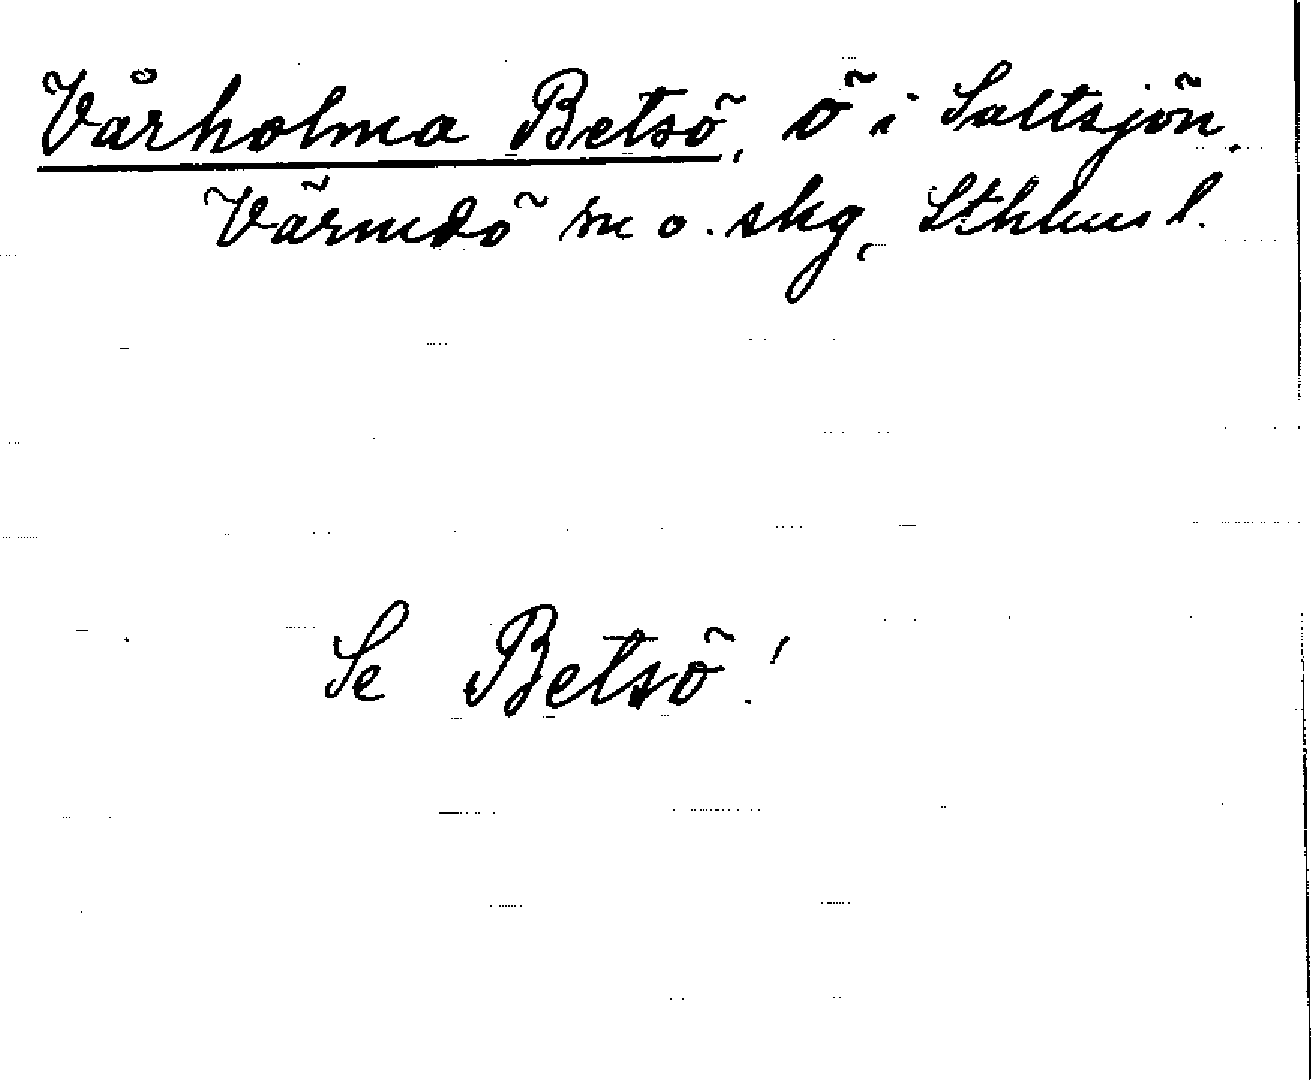 Vårholma Betsö, ö i Saltsjön.
Värmdö sn o. skg, Sthlms l.
Se Betsö!